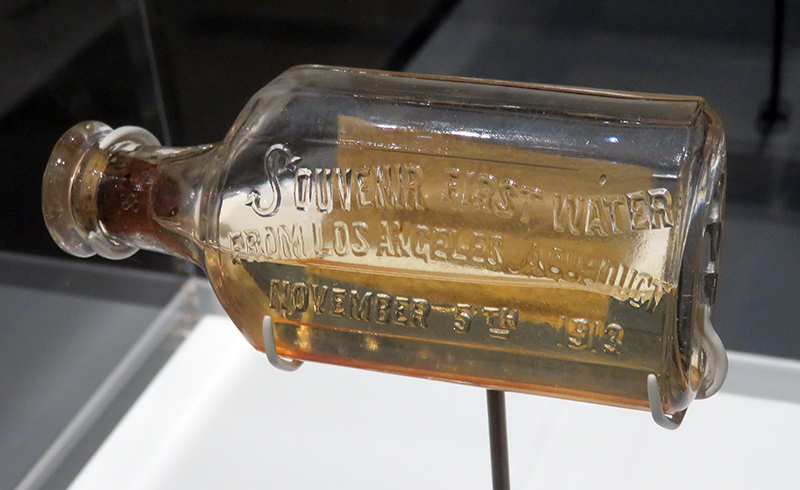 SOUVENIR FIRST WATER
FROM LOS ANGELES AQUEDUCT
NOVEMBER 5TH 1913